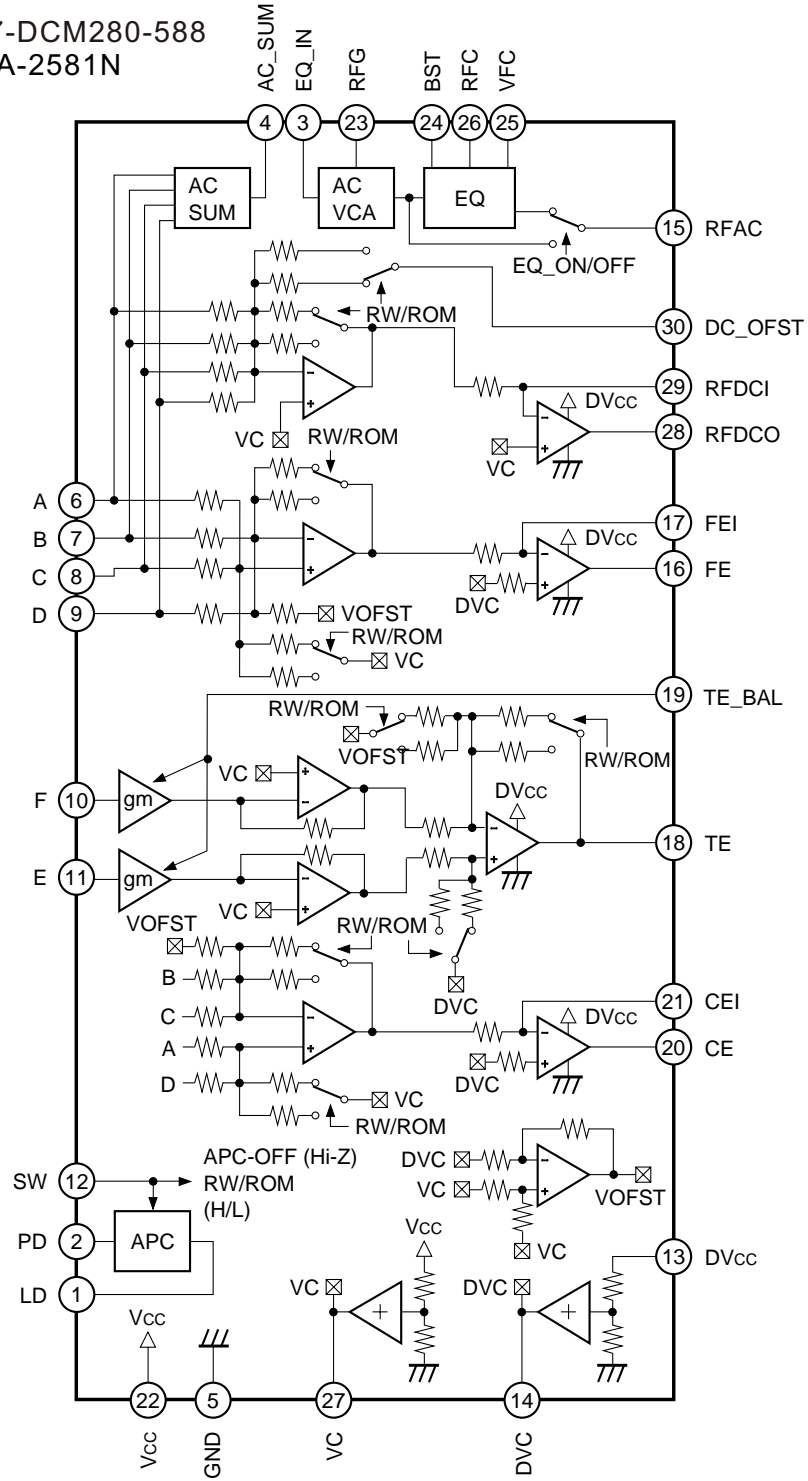 -DCM280-588
A-2581N
AC_SUM
EQ_IN
RFG
BST
RFC
VFC
4
3
23
24
26
25
AC
SUM
AC
VCA
EQ
15 RFAC
EQ_ON/OFF
RW/ROM
30 DC_OFST
29 RFDCI
DVcc
28 RFDCO
VC
VC
RW/ROM
A 6
B 7
C 8
D 9
17 FEI
DVcc
16 FE
DVC
VOFST
RW/ROM
VC
19 TE_BAL
RW/ROM
VOFST
RW/ROM
VC
DVcc
F 10
gm
18 TE
E 11
gm
VC
VOFST
RW/ROM
B
DVC
C
A
D
21 CEI
DVcc
20 CE
DVC
VC
RW/ROM
SW 12
APC-OFF (Hi-Z)
RW/ROM
(H/L)
DVC
VC
VOFST
VC
PD 2
APC
LD 1
13 DVcc
Vcc
VC
DVC
Vcc
22
5
27
14
Vcc
GND
VC
DVC